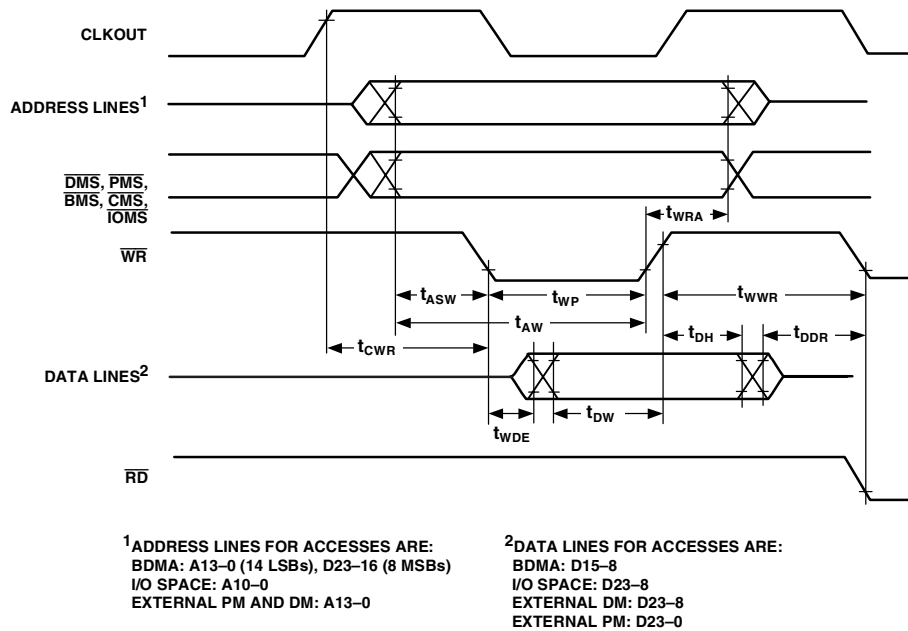 CLKOUT
ADDRESS LINES1
DMS, PMS,
BMS, CMS,
IOMS
tWRA
WR
tASW
tWP
tWWR
tAW
tCWR
tDH
tDDR
DATA LINES2
tWDE
tDW
RD
1ADDRESS LINES FOR ACCESSES ARE:
BDMA: A13–0 (14 LSBs), D23–16 (8 MSBs)
I/O SPACE: A10–0
EXTERNAL PM AND DM: A13–0
2DATA LINES FOR ACCESSES ARE:
BDMA: D15–8
I/O SPACE: D23–8
EXTERNAL DM: D23–8
EXTERNAL PM: D23–0